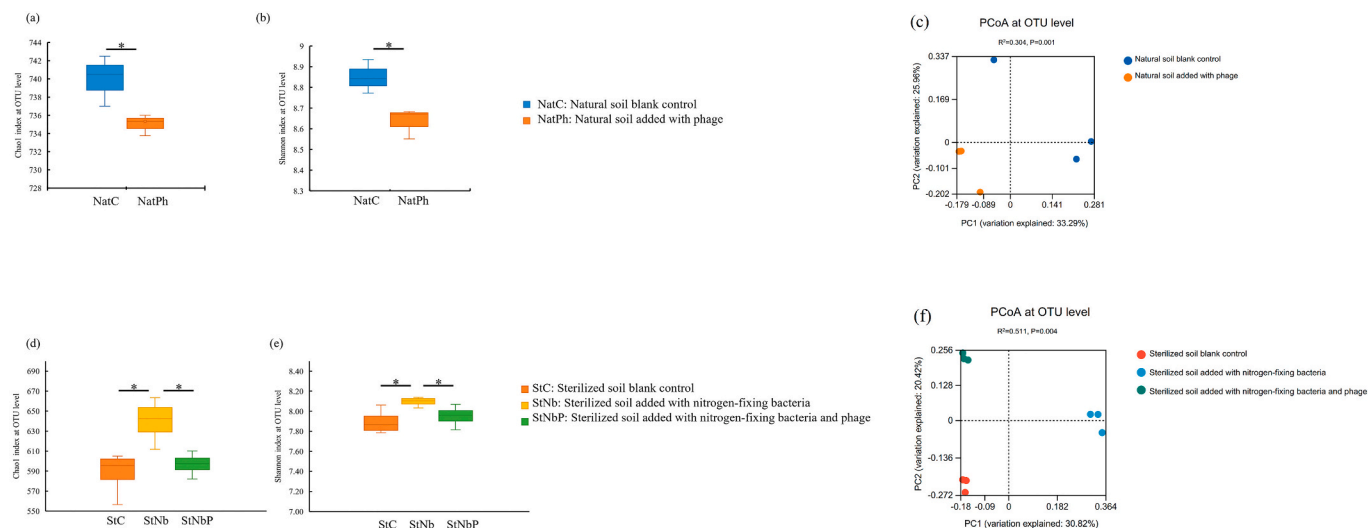 (a)
*
Chao1 index at OTU level
744
742
740
738
736
734
732
730
728
NatC
NatPh
(b)
*
Shannon index at OTU level
9
8.9
8.8
8.7
8.6
8.5
8.4
8.3
NatC
NatPh
NatC: Natural soil blank control
NatPh: Natural soil added with phage
(c)
PCoA at OTU level
R²=0.304, P=0.001
PC2 (variation explained: 25.96%)
0.337
0.169
0
-0.101
-0.202
-0.179
-0.089
0
0.141
0.281
PC1 (variation explained: 33.29%)
Natural soil blank control
Natural soil added with phage
(d)
*
*
Chao1 index at OTU level
690
670
650
630
610
590
570
550
StC
StNb
StNbP
(e)
*
*
Shannon index at OTU level
8.40
8.20
8.00
7.80
7.60
7.40
7.20
7.00
StC
StNb
StNbP
StC: Sterilized soil blank control
StNb: Sterilized soil added with nitrogen-fixing bacteria
StNbP: Sterilized soil added with nitrogen-fixing bacteria and phage
(f)
PCoA at OTU level
R²=0.511, P=0.004
PC2 (variation explained: 20.42%)
0.256
0.128
0
-0.136
-0.272
-0.18
0
0.364
PC1 (variation explained: 30.82%)
Sterilized soil blank control
Sterilized soil added with nitrogen-fixing bacteria
Sterilized soil added with nitrogen-fixing bacteria and phage